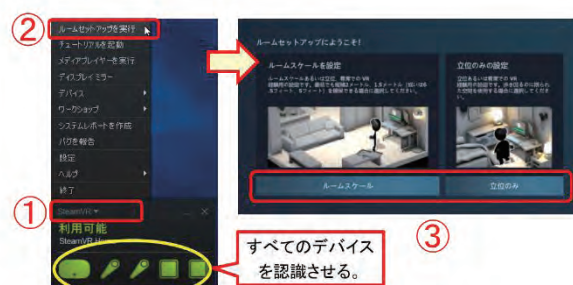 ②
ルームセットアップを実行
チュートリアルを起動
メディアプレイヤーを実行
ディスプレイミラー
デバイス
ワークショップ
システムレポートを作成
バグを報告
設定
ヘルプ
終了
①
SteamVR
利用可能
SteamVR
すべてのデバイス
を認識させる。
ルームセットアップにようこそ!
ルームスケールを設定
立位のみの設定
ルームスケール
立位のみ
③